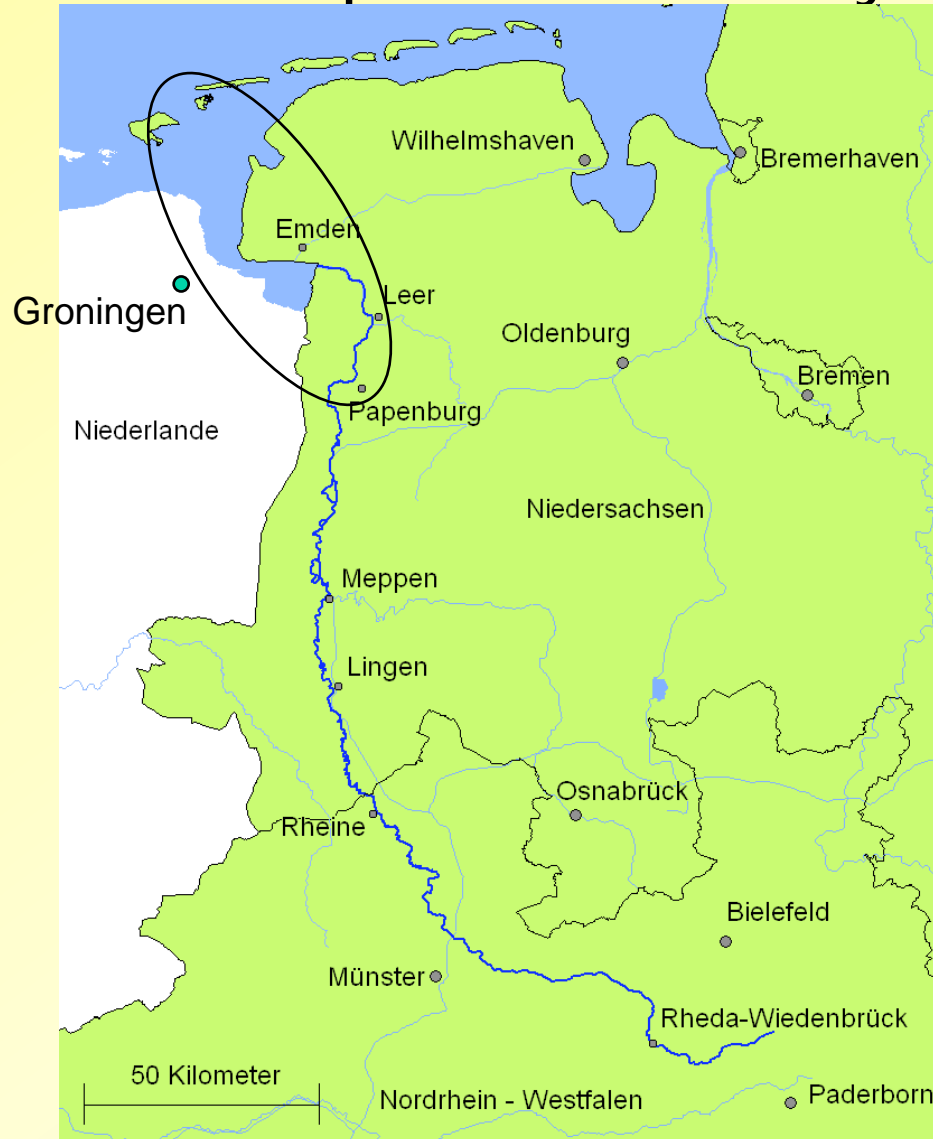 Wilhelmshaven
Bremerhaven
Emden
Leer
Groningen
Oldenburg
Bremen
Papenburg
Niederlande
Niedersachsen
Meppen
Lingen
Osnabrück
Rheine
Bielefeld
Münster
Rheda-Wiedenbrück
50 Kilometer
Nordrhein - Westfalen
Paderborn